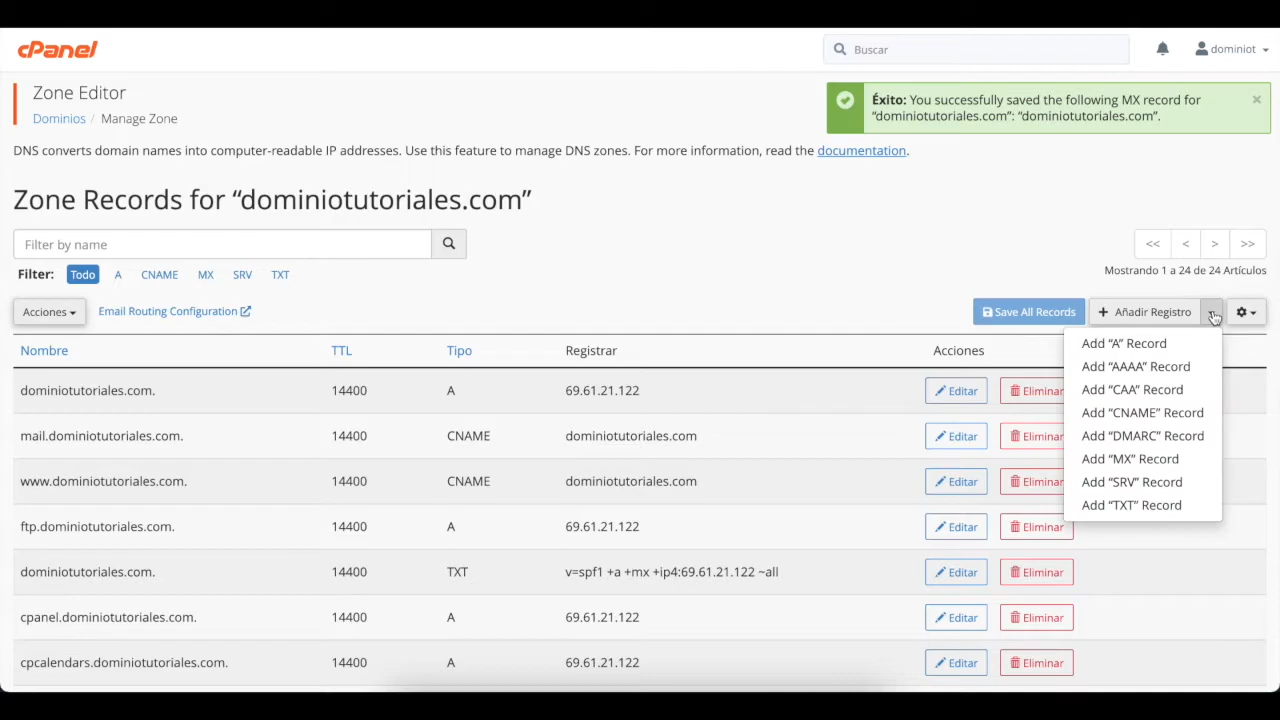 cPanel
Buscar
dominiot
Zone Editor
Dominios / Manage Zone
Éxito: You successfully saved the following MX record for
“dominiotutoriales.com”: “dominiotutoriales.com”.
×
DNS converts domain names into computer-readable IP addresses. Use this feature to manage DNS zones. For more information, read the documentation.
Zone Records for “dominiotutoriales.com”
Filter by name
<< < > >>
Filter: Todo A CNAME MX SRV TXT
Mostrando 1 a 24 de 24 Artículos
Acciones Email Routing Configuration Save All Records + Añadir Registro
Nombre TTL Tipo Registrar Acciones
Add “A” Record
Add “AAAA” Record
Add “CAA” Record
Add “CNAME” Record
Add “DMARC” Record
Add “MX” Record
Add “SRV” Record
Add “TXT” Record
dominiotutoriales.com. 14400 A 69.61.21.122 Editar Eliminar
mail.dominiotutoriales.com. 14400 CNAME dominiotutoriales.com Editar Eliminar
www.dominiotutoriales.com. 14400 CNAME dominiotutoriales.com Editar Eliminar
ftp.dominiotutoriales.com. 14400 A 69.61.21.122 Editar Eliminar
dominiotutoriales.com. 14400 TXT v=spf1 +a +mx +ip4:69.61.21.122 ~all Editar Eliminar
cpanel.dominiotutoriales.com. 14400 A 69.61.21.122 Editar Eliminar
cpcalendars.dominiotutoriales.com. 14400 A 69.61.21.122 Editar Eliminar